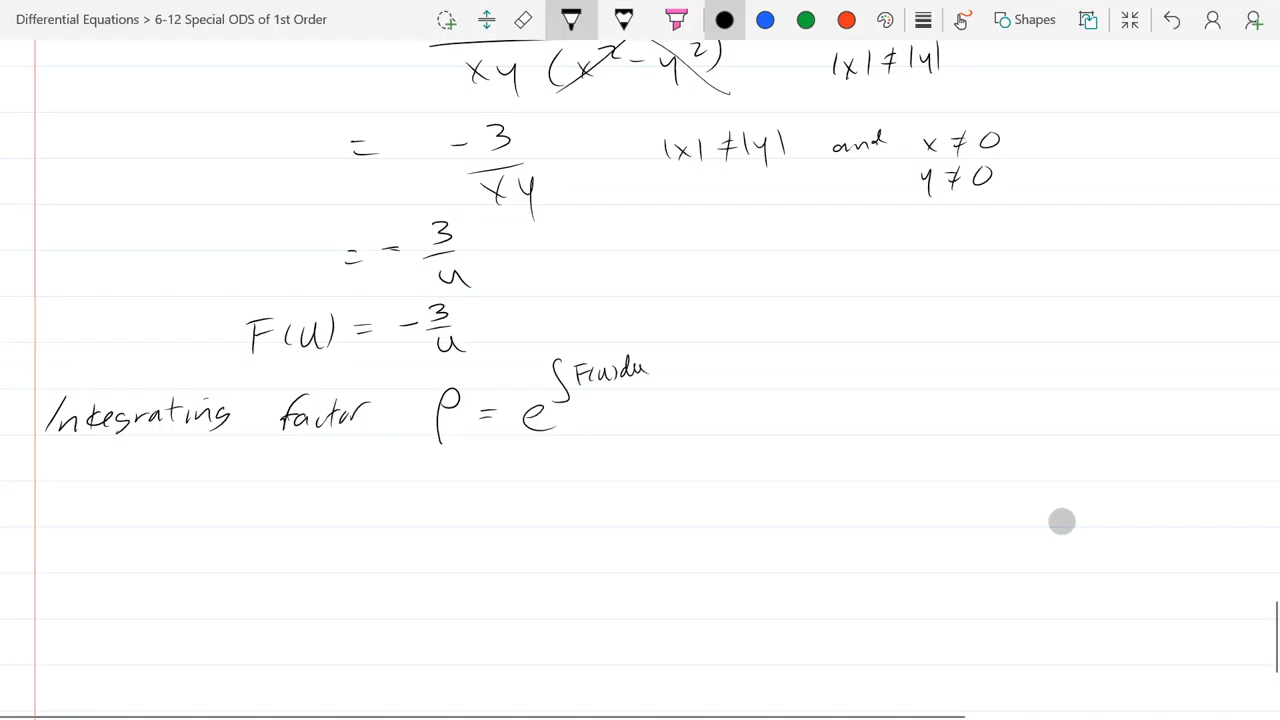 Differential Equations > 6-12 Special ODS of 1st Order
Shapes
xy (x² - y²) |x| ≠ |y|
= -3/xy |x| ≠ |y| and x ≠ 0
y ≠ 0
= - 3/u
F(u) = - 3/u
Integrating factor ρ = e^∫F(u)du